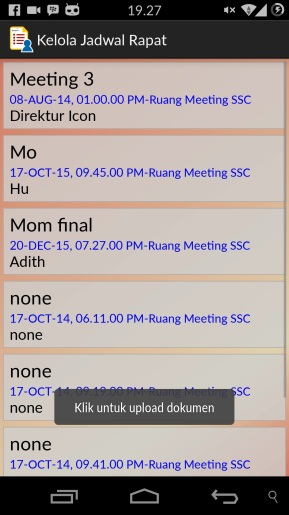 19.27
Kelola Jadwal Rapat
Meeting 3
08-AUG-14, 01.00.00 PM-Ruang Meeting SSC
Direktur Icon
Mo
17-OCT-15, 09.45.00 PM-Ruang Meeting SSC
Hu
Mom final
20-DEC-15, 07.27.00 PM-Ruang Meeting SSC
Adith
none
17-OCT-14, 06.11.00 PM-Ruang Meeting SSC
none
none
17-OCT-14, 09.19.00 PM-Ruang Meeting SSC
none
Klik untuk upload dokumen
none
17-OCT-14, 09.41.00 PM-Ruang Meeting SSC